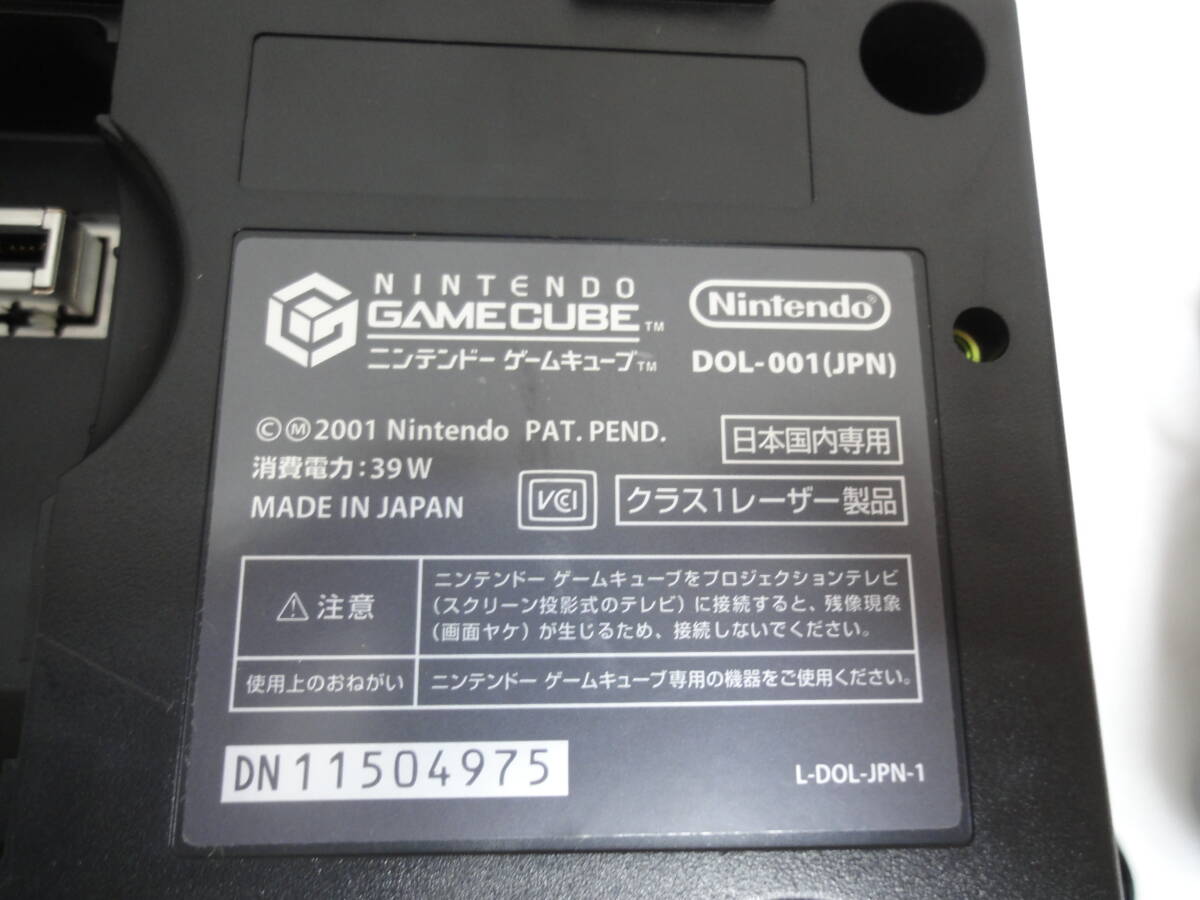 NINTENDO
GAMECUBE™
ニンテンドー ゲームキューブ™
Nintendo®
DOL-001(JPN)
©Ⓜ2001 Nintendo PAT. PEND.
日本国内専用
消費電力：39W
MADE IN JAPAN
VCCI
クラス1レーザー製品
⚠注意
ニンテンドー ゲームキューブをプロジェクションテレビ
（スクリーン投影式のテレビ）に接続すると、残像現象
（画面ヤケ）が生じるため、接続しないでください。
使用上のおねがい
ニンテンドー ゲームキューブ専用の機器をご使用ください。
DN11504975
L-DOL-JPN-1